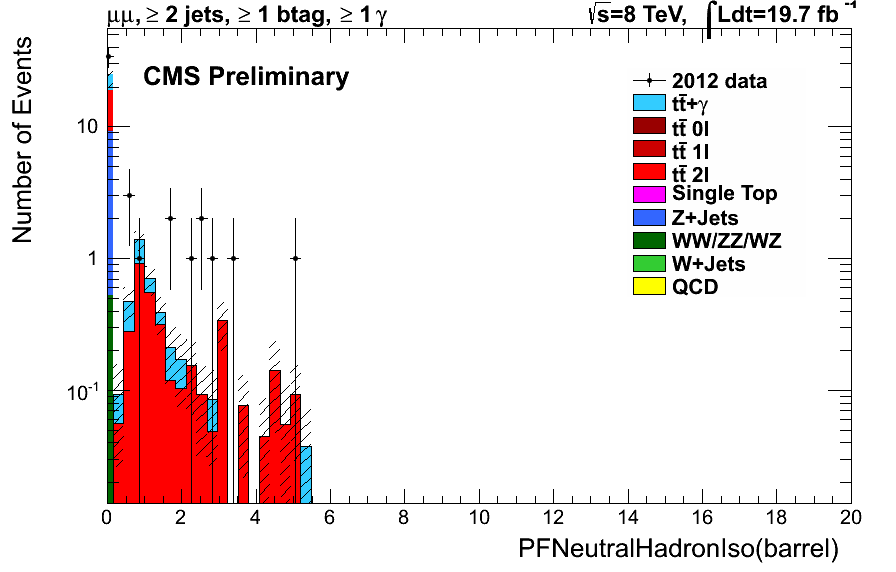 μμ, ≥ 2 jets, ≥ 1 btag, ≥ 1 γ
√s=8 TeV, ∫Ldt=19.7 fb⁻¹
CMS Preliminary
2012 data
tt̅+γ
tt̅ 0l
tt̅ 1l
tt̅ 2l
Single Top
Z+Jets
WW/ZZ/WZ
W+Jets
QCD
Number of Events
10
1
10⁻¹
0 2 4 6 8 10 12 14 16 18 20
PFNeutralHadronIso(barrel)